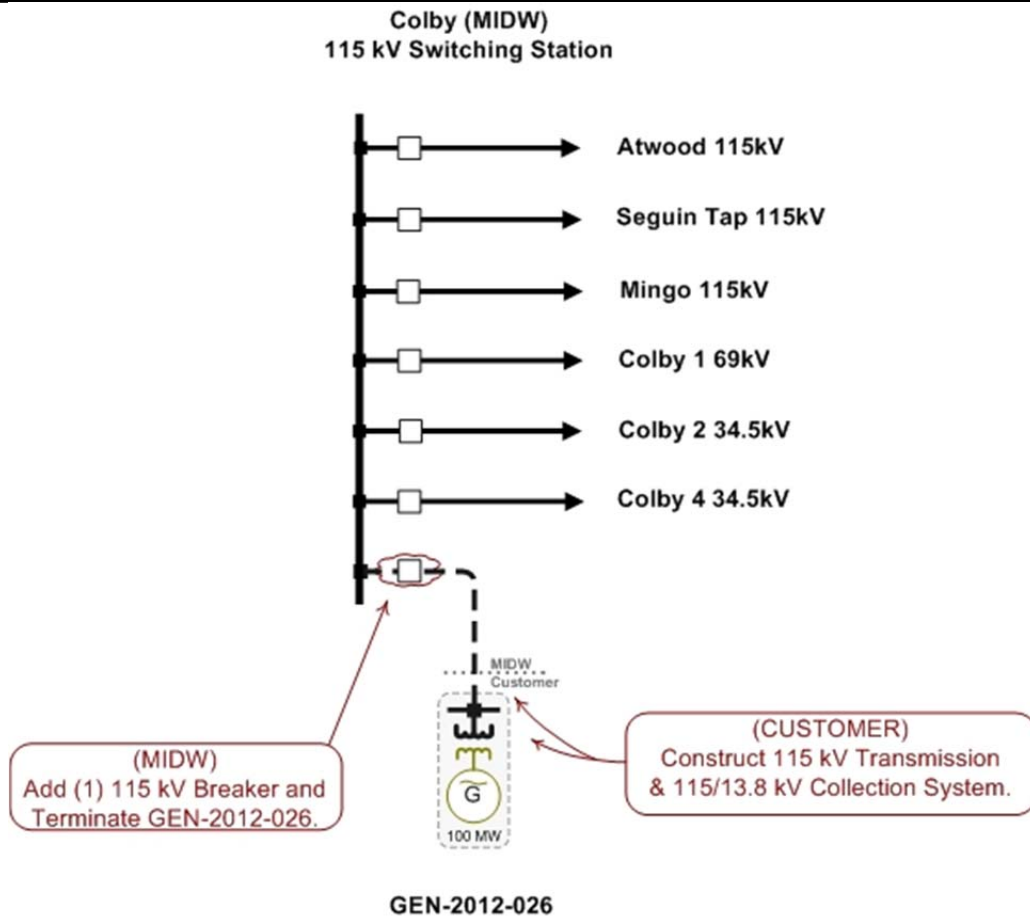 Colby (MIDW)
115 kV Switching Station
Atwood 115kV
Seguin Tap 115kV
Mingo 115kV
Colby 1 69kV
Colby 2 34.5kV
Colby 4 34.5kV
MIDW
Customer
(MIDW)
Add (1) 115 kV Breaker and
Terminate GEN-2012-026.
(CUSTOMER)
Construct 115 kV Transmission
& 115/13.8 kV Collection System.
G
100 MW
GEN-2012-026